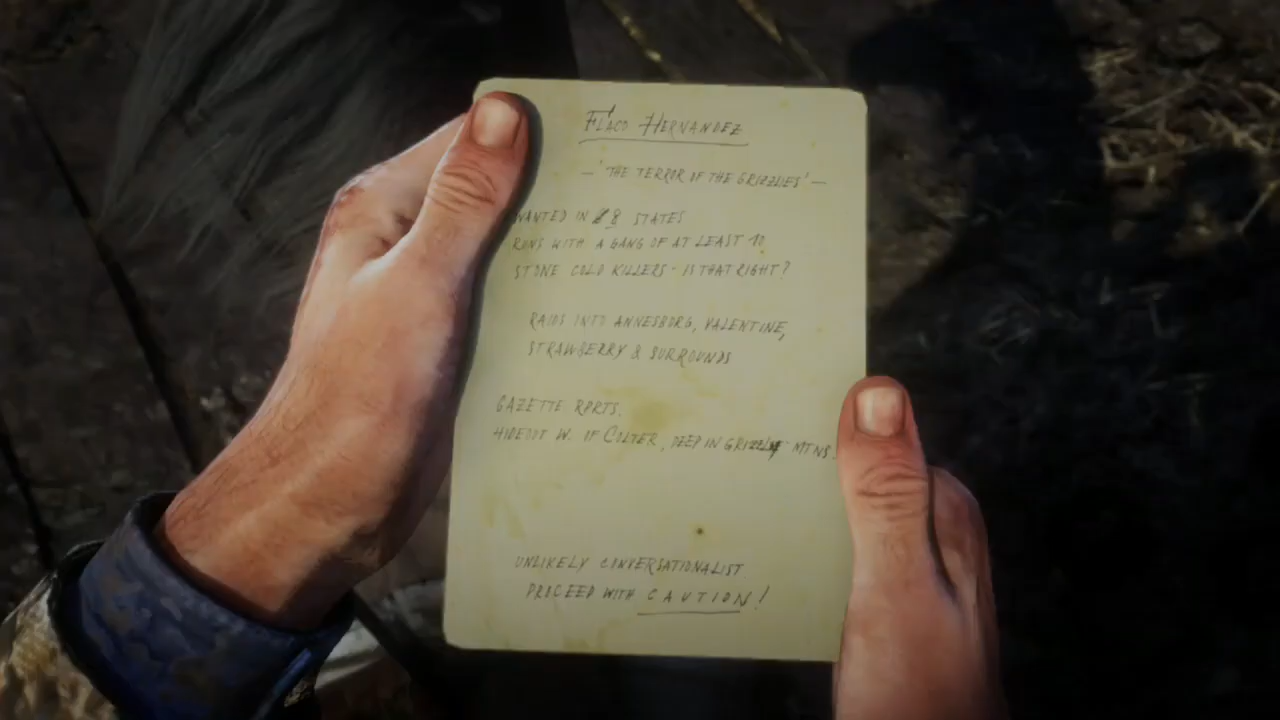 FLACO HERNANDEZ
— 'THE TERROR OF THE GRIZZLIES' —
WANTED IN 8 STATES
RUNS WITH A GANG OF AT LEAST 10
STONE COLD KILLERS - IS THAT RIGHT?
RAIDS INTO ANNESBURG, VALENTINE,
STRAWBERRY & SURROUNDS
GAZETTE RPRTS.
HIDEOUT W. OF COLTER, DEEP IN MTNS.
UNLIKELY CONVERSATIONALIST.
PROCEED WITH CAUTION!